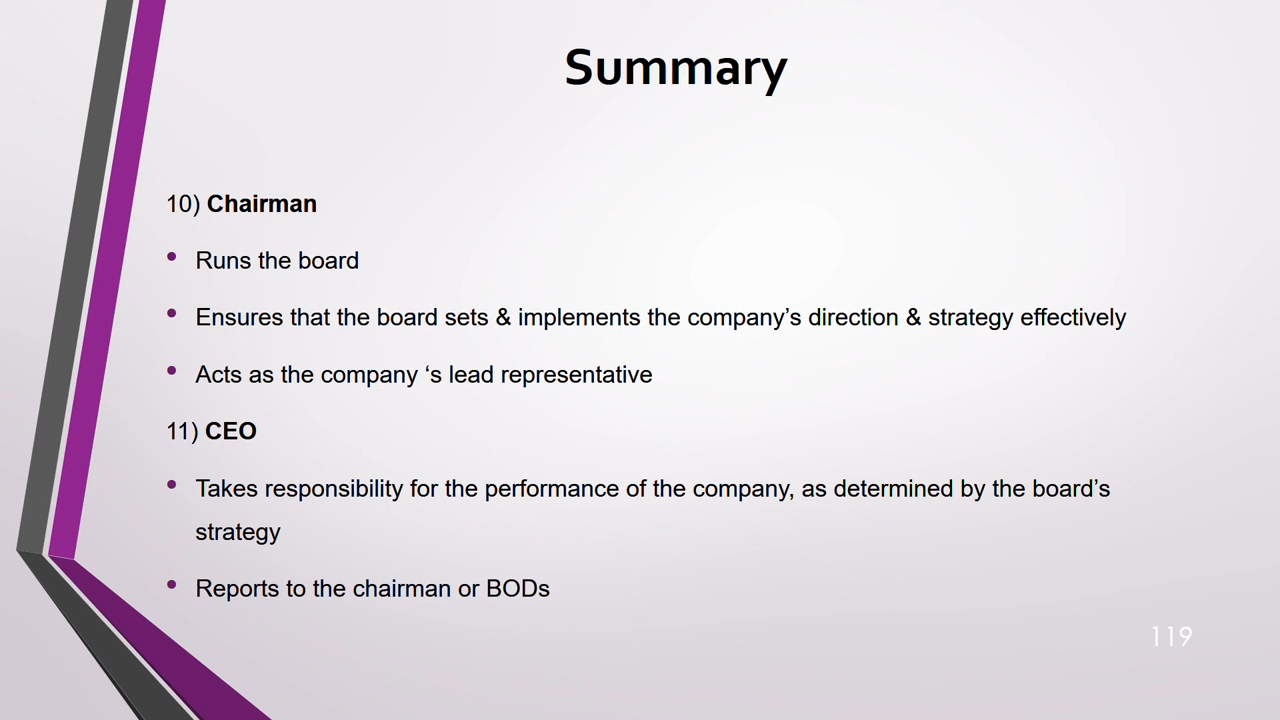 Summary
10) Chairman
• Runs the board
• Ensures that the board sets & implements the company’s direction & strategy effectively
• Acts as the company ‘s lead representative
11) CEO
• Takes responsibility for the performance of the company, as determined by the board’s
strategy
• Reports to the chairman or BODs
119